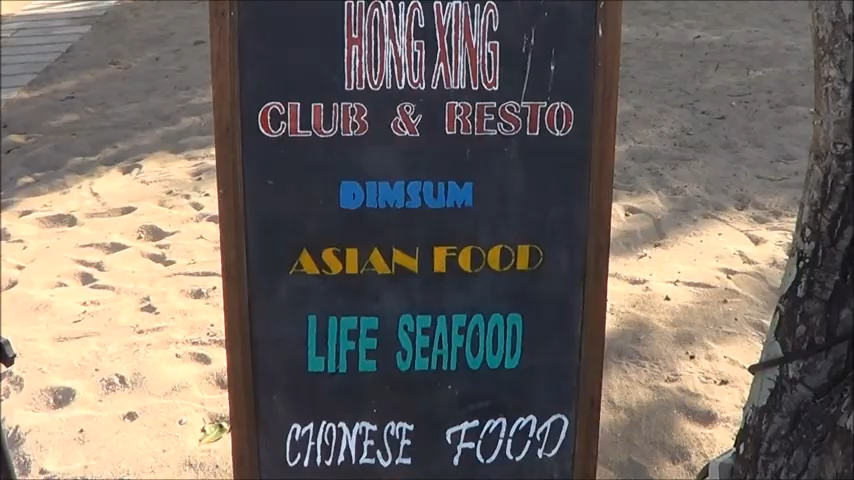 HONG XING
CLUB & RESTO
DIMSUM
ASIAN FOOD
LIFE SEAFOOD
CHINESE FOOD